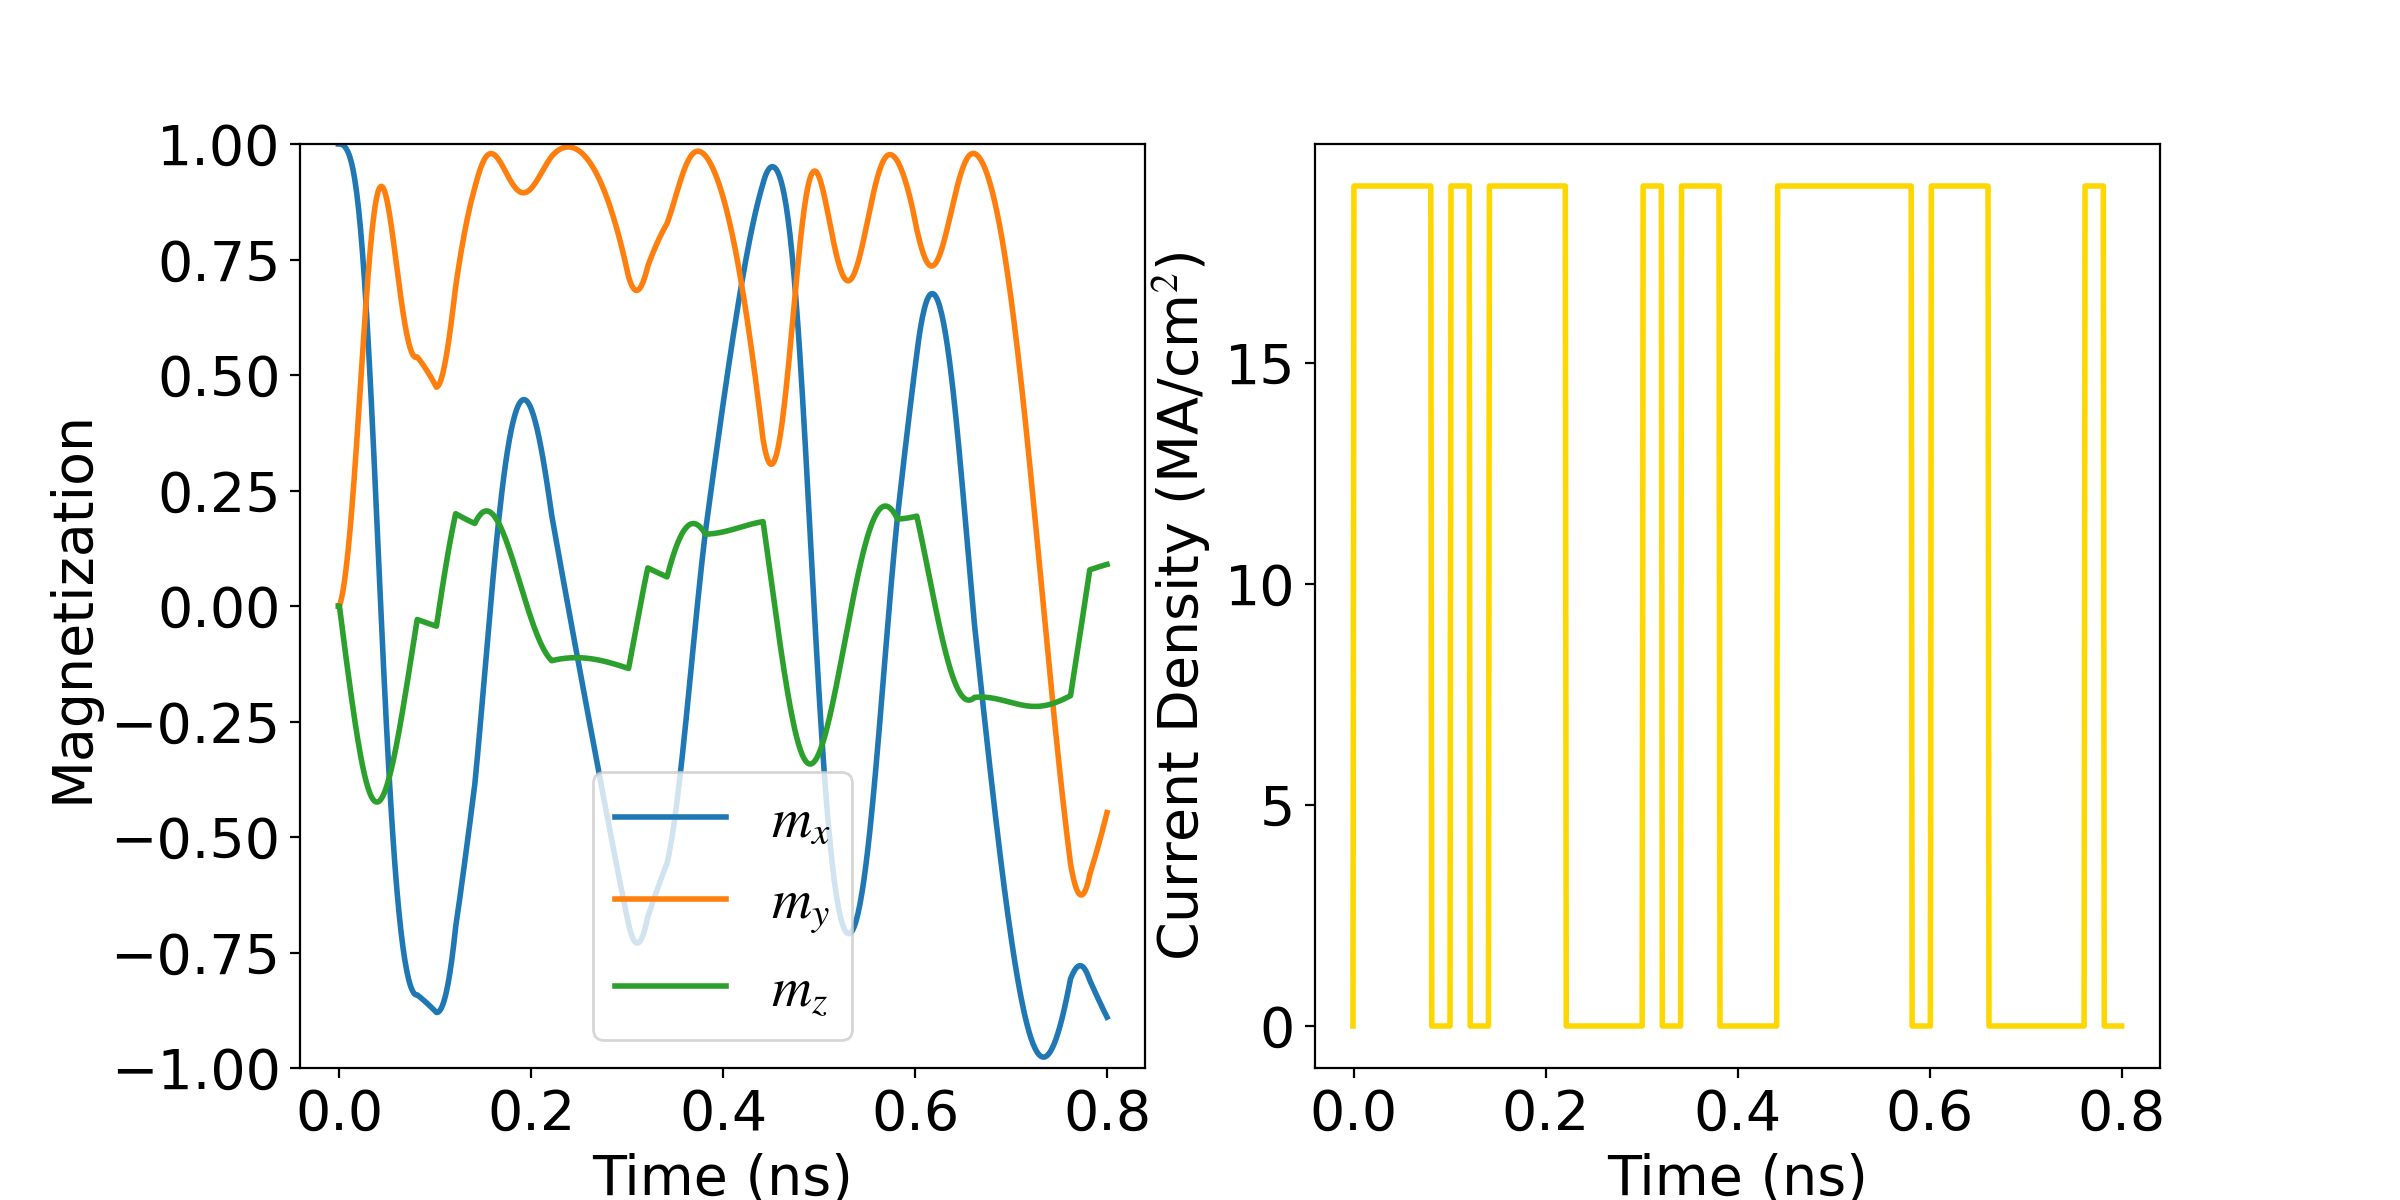 1.00
0.75
0.50
0.25
0.00
−0.25
−0.50
−0.75
−1.00
Magnetization
0.0 0.2 0.4 0.6 0.8
Time (ns)
m_x
m_y
m_z
15
10
5
0
Current Density (MA/cm²)
0.0 0.2 0.4 0.6 0.8
Time (ns)